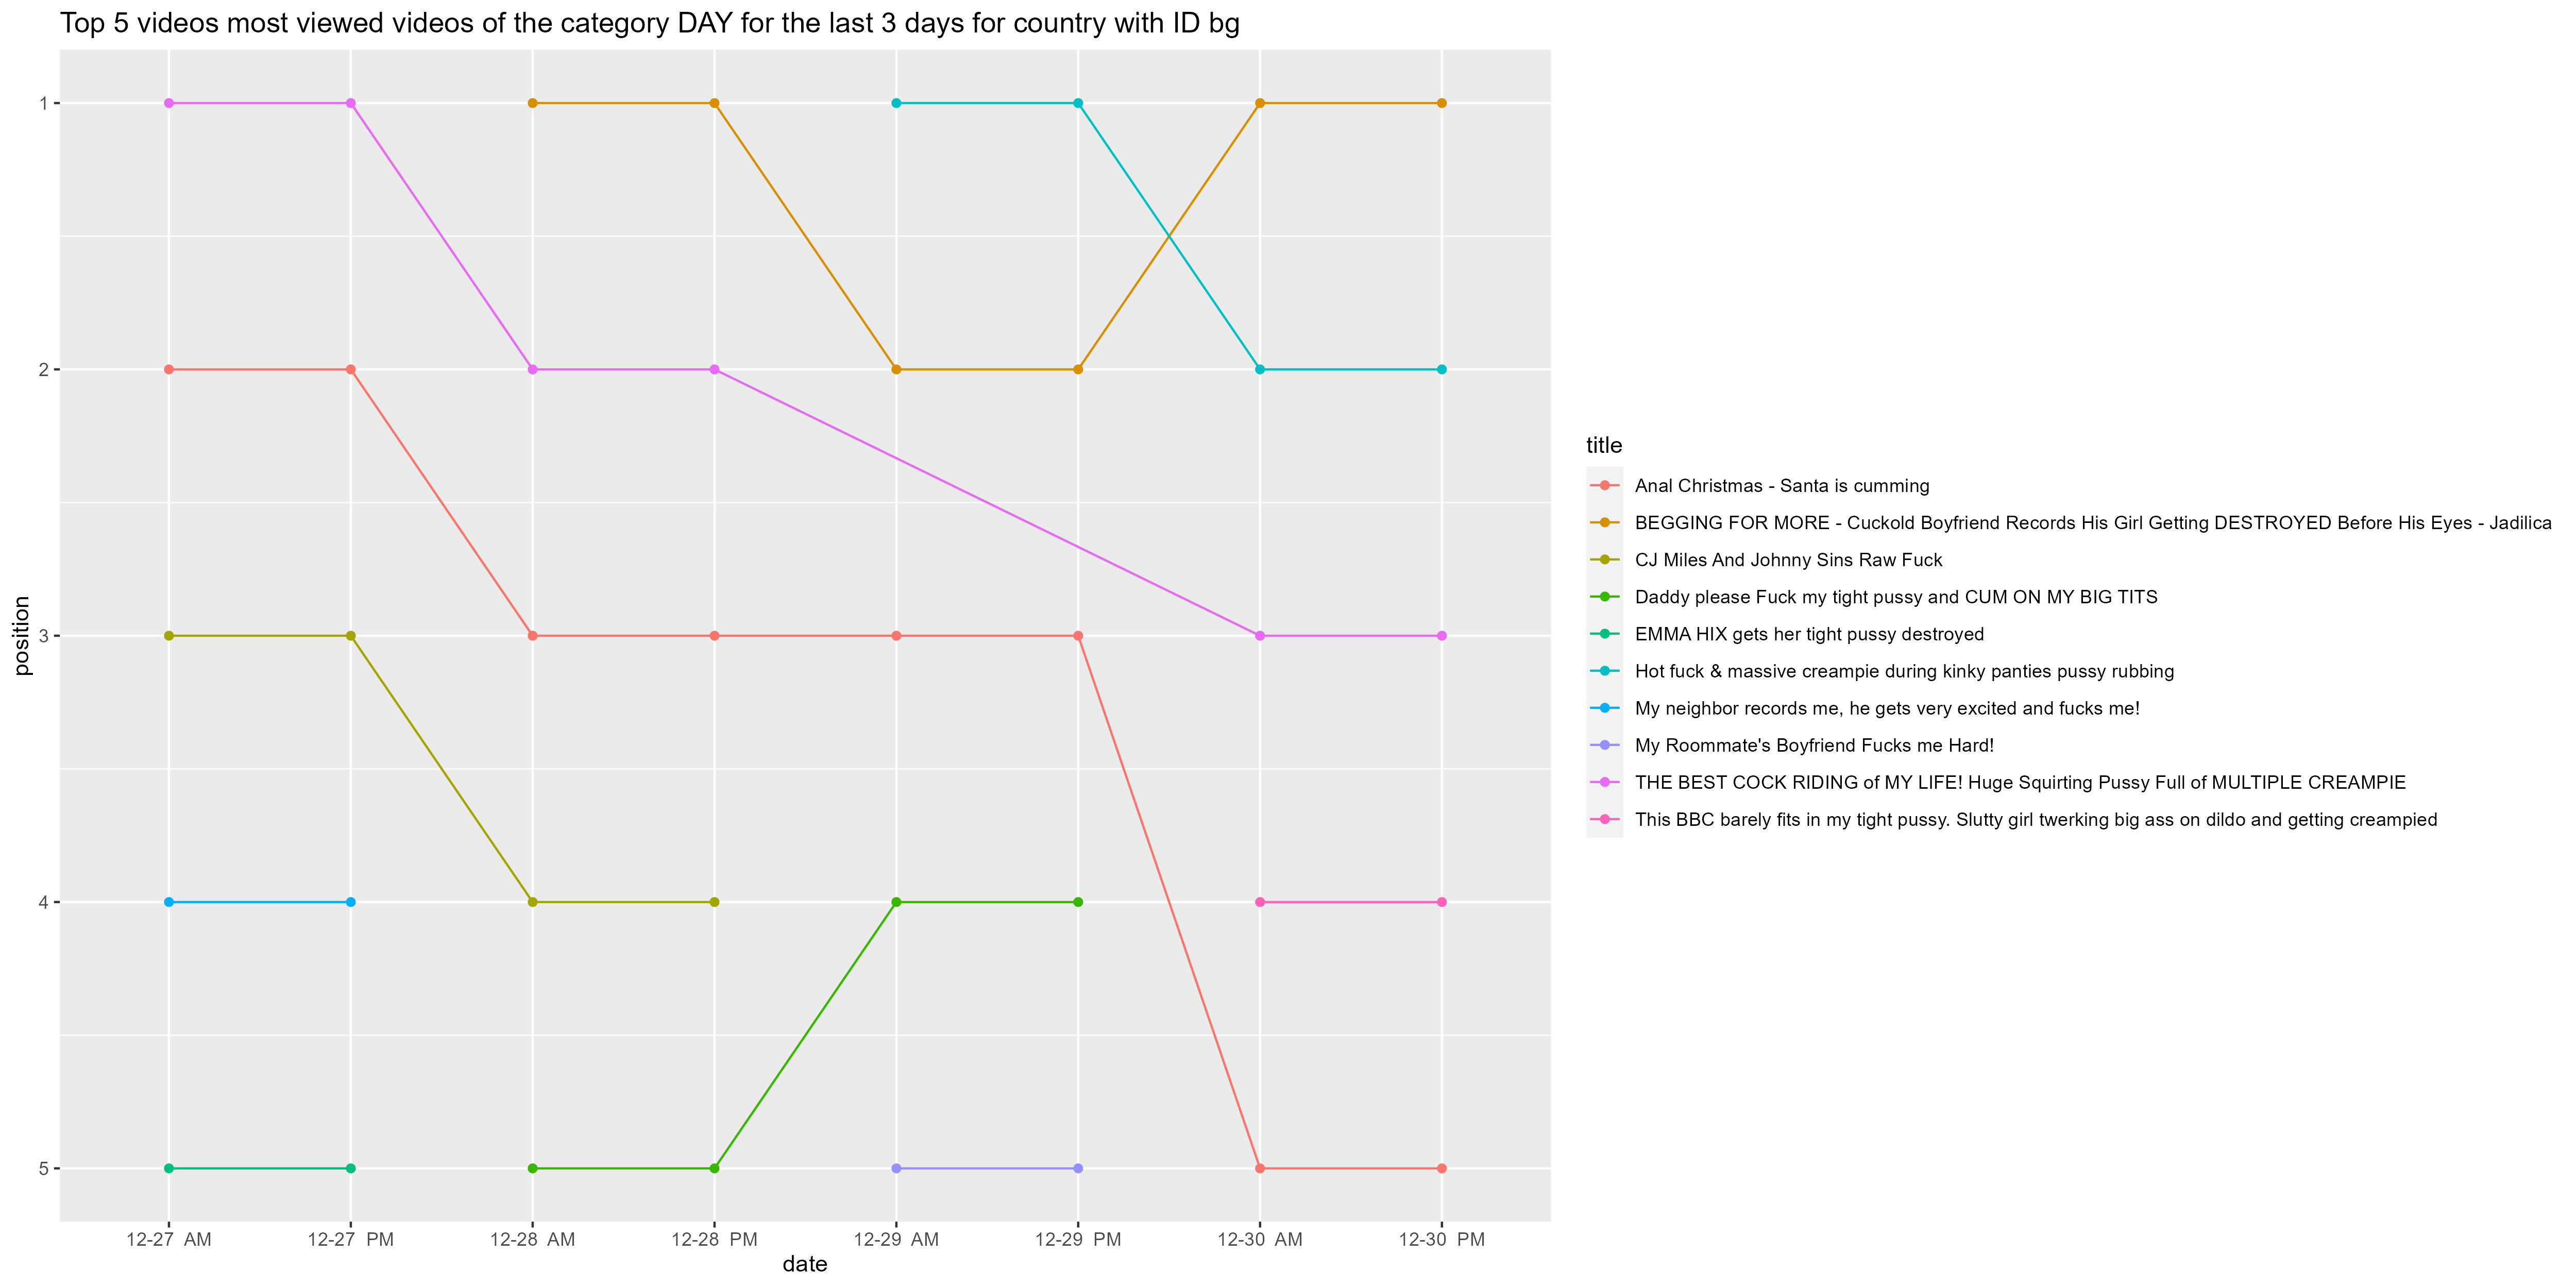 Top 5 videos most viewed videos of the category DAY for the last 3 days for country with ID bg
1
2
3
4
5
position
12-27 AM
12-27 PM
12-28 AM
12-28 PM
12-29 AM
12-29 PM
12-30 AM
12-30 PM
date
title
Anal Christmas - Santa is cumming
BEGGING FOR MORE - Cuckold Boyfriend Records His Girl Getting DESTROYED Before His Eyes - Jadilica
CJ Miles And Johnny Sins Raw Fuck
Daddy please Fuck my tight pussy and CUM ON MY BIG TITS
EMMA HIX gets her tight pussy destroyed
Hot fuck & massive creampie during kinky panties pussy rubbing
My neighbor records me, he gets very excited and fucks me!
My Roommate's Boyfriend Fucks me Hard!
THE BEST COCK RIDING of MY LIFE! Huge Squirting Pussy Full of MULTIPLE CREAMPIE
This BBC barely fits in my tight pussy. Slutty girl twerking big ass on dildo and getting creampied